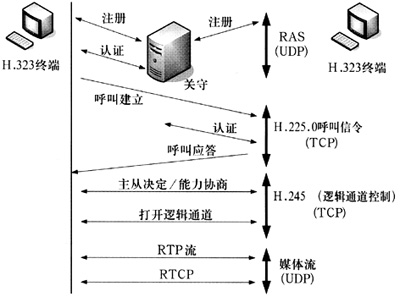 注册
注册
RAS
(UDP)
认证
H.323终端
关守
H.323终端
呼叫建立
认证
H.225.0呼叫信令
(TCP)
呼叫应答
主从决定/能力协商
H.245 (逻辑通道控制)
(TCP)
打开逻辑通道
RTP流
媒体流
(UDP)
RTCP